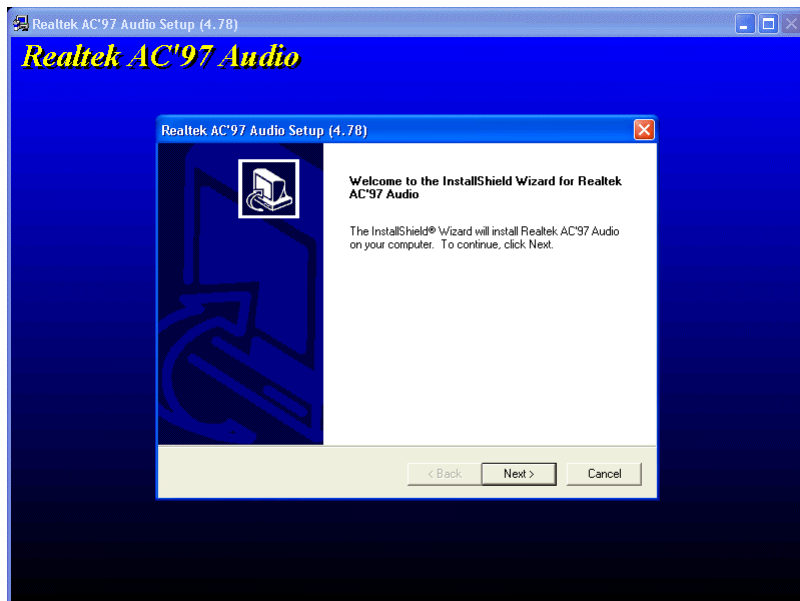 Realtek AC'97 Audio Setup (4.78)
Realtek AC'97 Audio
Realtek AC'97 Audio Setup (4.78)
Welcome to the InstallShield Wizard for Realtek
AC'97 Audio
The InstallShield® Wizard will install Realtek AC'97 Audio
on your computer. To continue, click Next.
< Back
Next >
Cancel